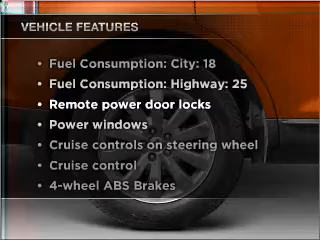 VEHICLE FEATURES
• Fuel Consumption: City: 18
• Fuel Consumption: Highway: 25
• Remote power door locks
• Power windows
• Cruise controls on steering wheel
• Cruise control
• 4-wheel ABS Brakes